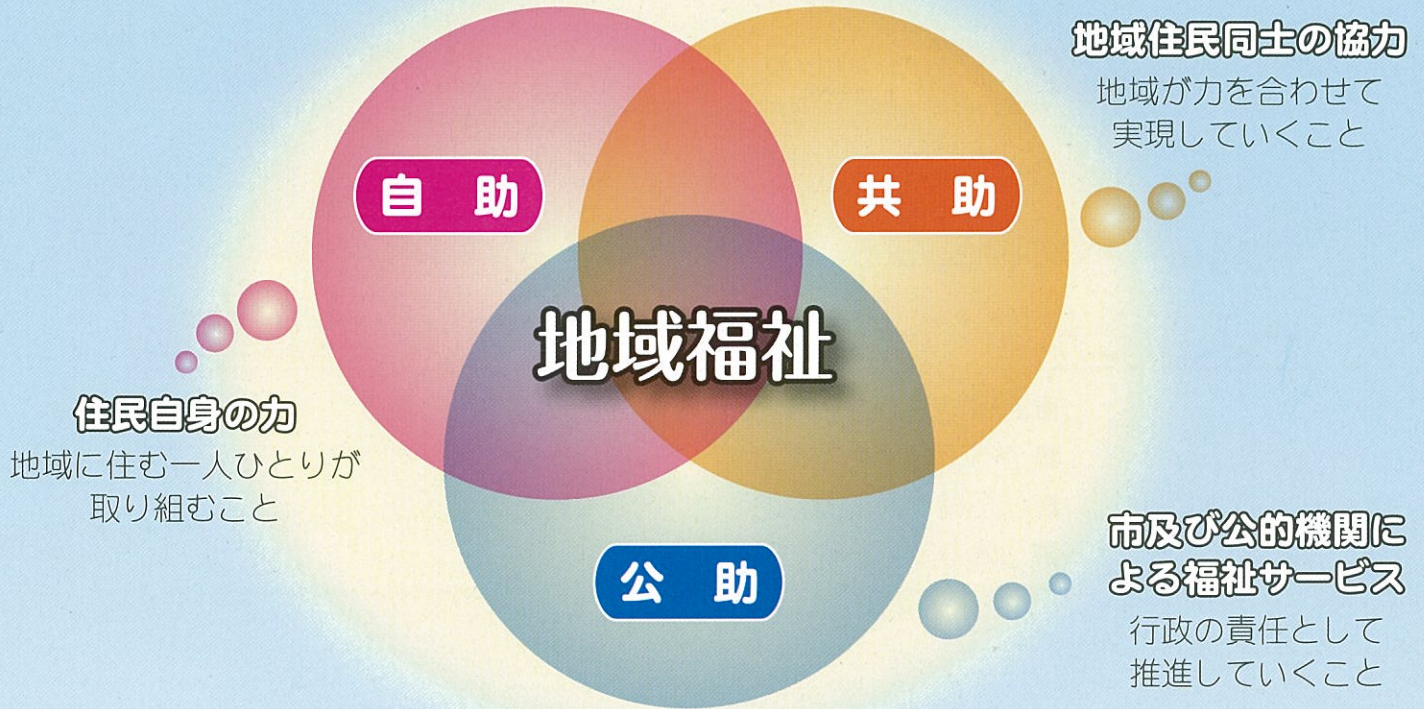 地域住民同士の協力
地域が力を合わせて
実現していくこと
自 助
共 助
地域福祉
住民自身の力
地域に住む一人ひとりが
取り組むこと
公 助
市及び公的機関に
よる福祉サービス
行政の責任として
推進していくこと